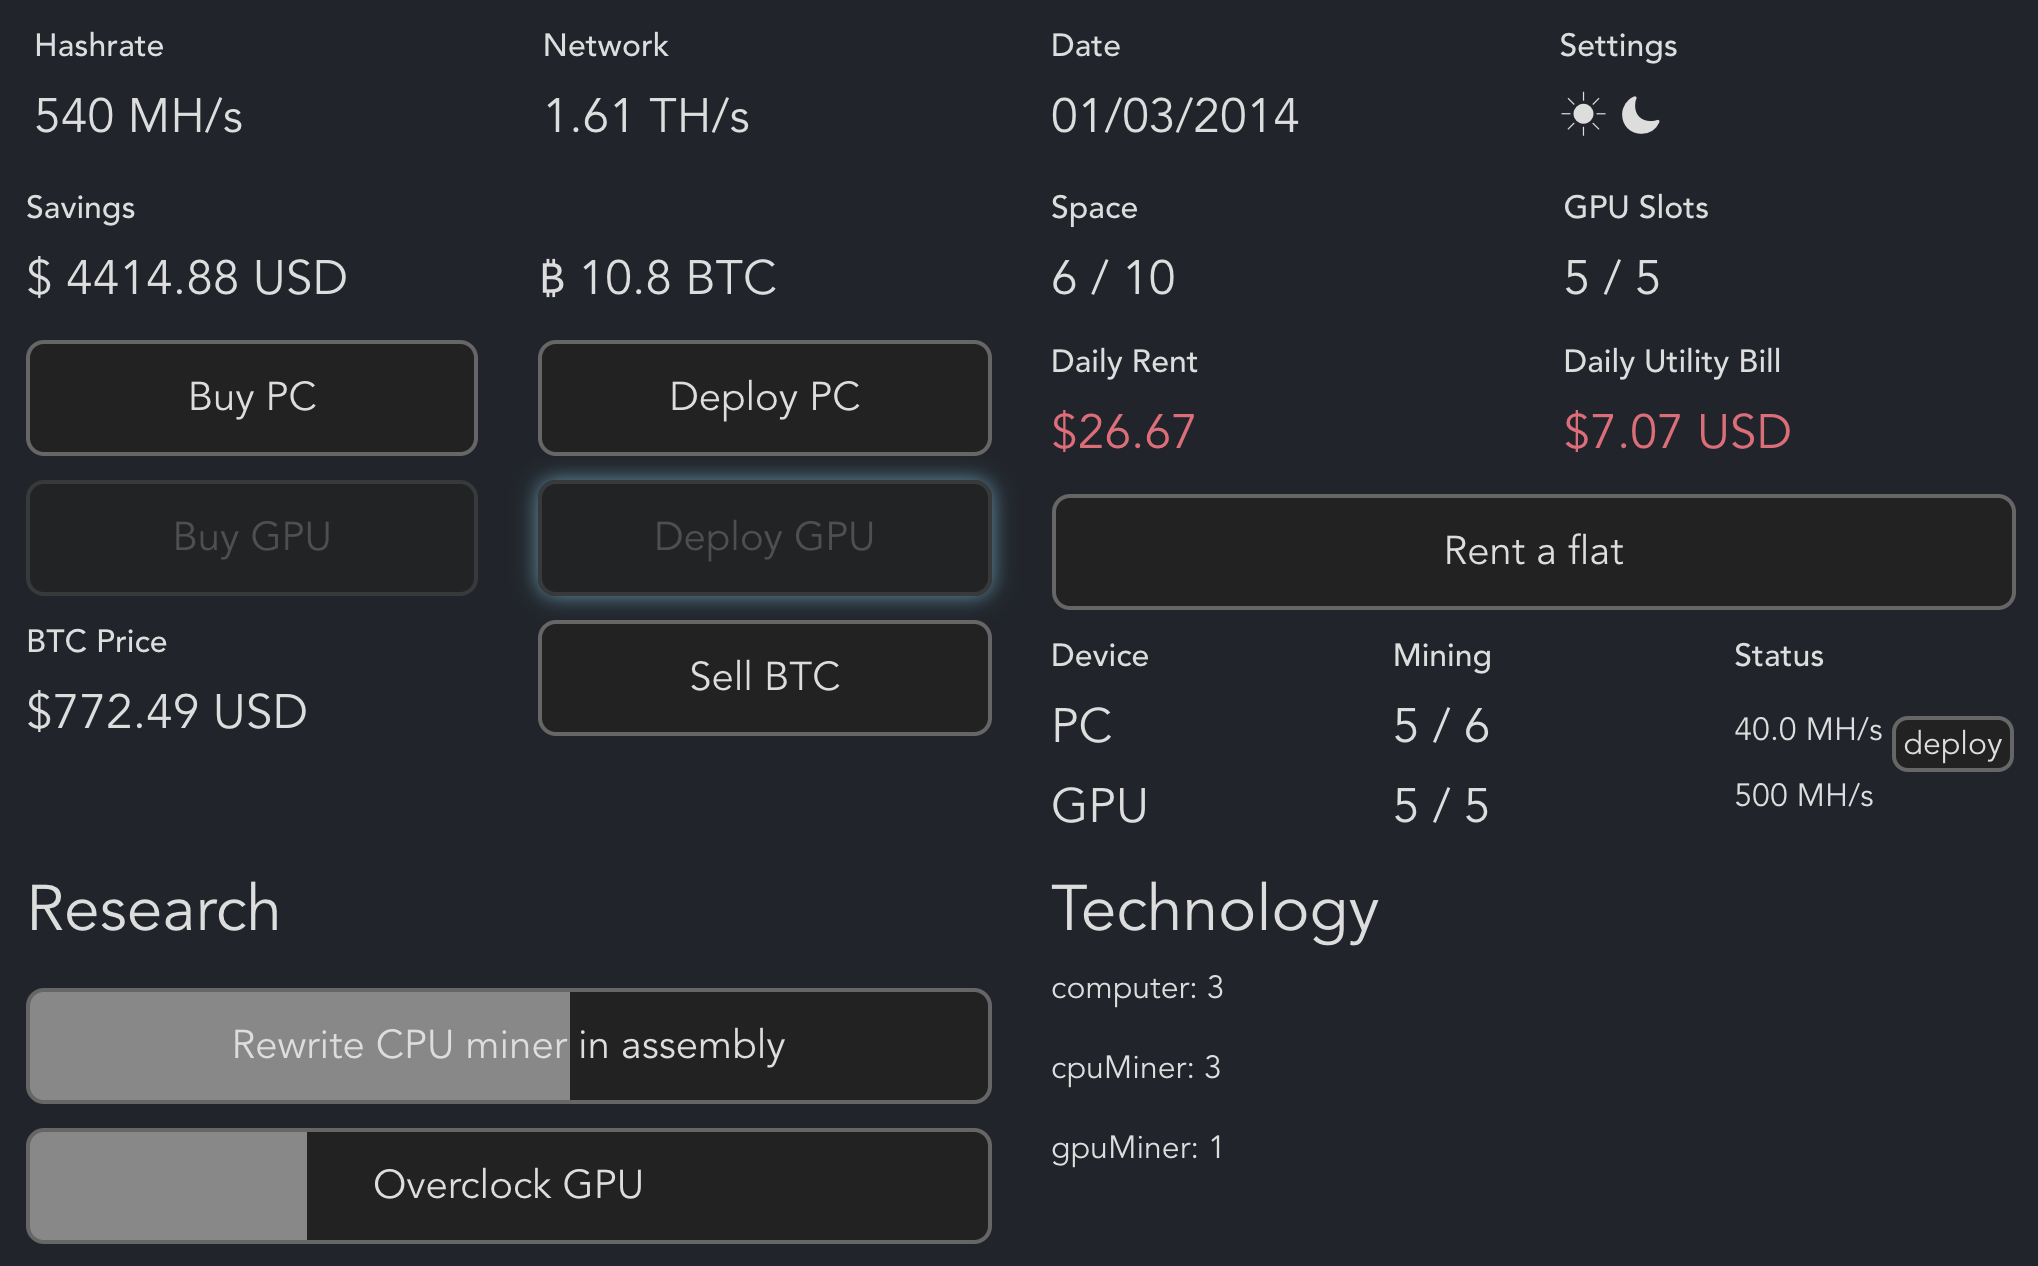 Hashrate
540 MH/s
Network
1.61 TH/s
Date
01/03/2014
Settings
Savings
$ 4414.88 USD
฿ 10.8 BTC
Space
6 / 10
GPU Slots
5 / 5
Buy PC
Deploy PC
Daily Rent
$26.67
Daily Utility Bill
$7.07 USD
Buy GPU
Deploy GPU
Rent a flat
BTC Price
$772.49 USD
Sell BTC
Device
Mining
Status
PC
5 / 6
40.0 MH/s
deploy
GPU
5 / 5
500 MH/s
Research
Rewrite CPU miner in assembly
Overclock GPU
Technology
computer: 3
cpuMiner: 3
gpuMiner: 1